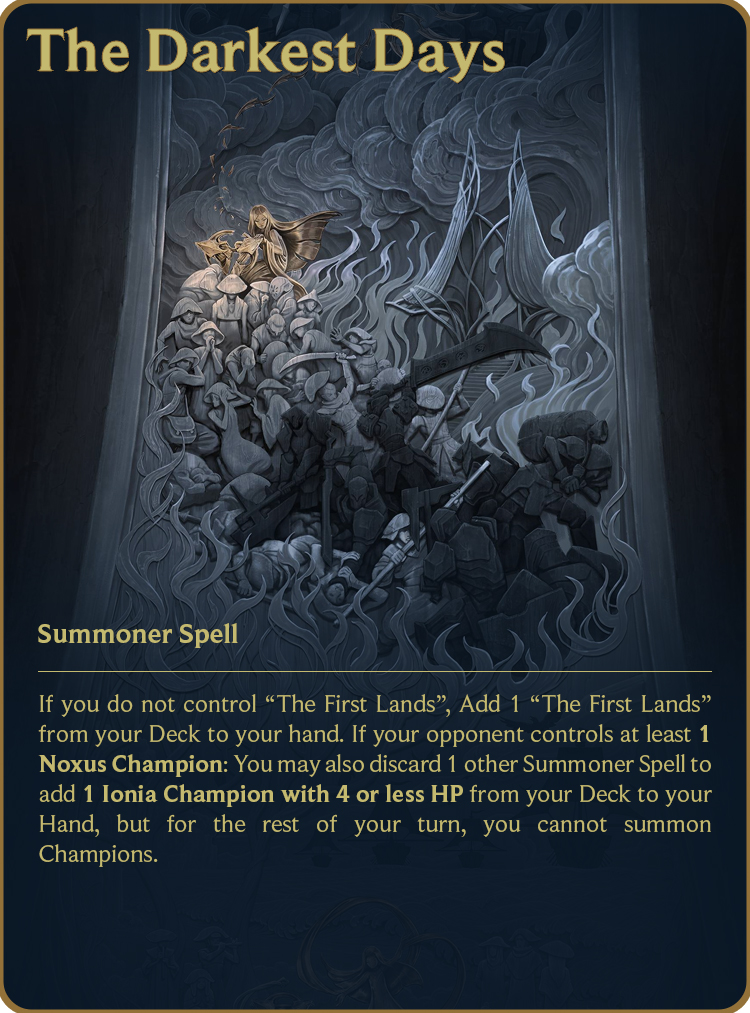 The Darkest Days
Summoner Spell
If you do not control “The First Lands”, Add 1 “The First Lands”
from your Deck to your hand. If your opponent controls at least 1
Noxus Champion: You may also discard 1 other Summoner Spell to
add 1 Ionia Champion with 4 or less HP from your Deck to your
Hand, but for the rest of your turn, you cannot summon
Champions.